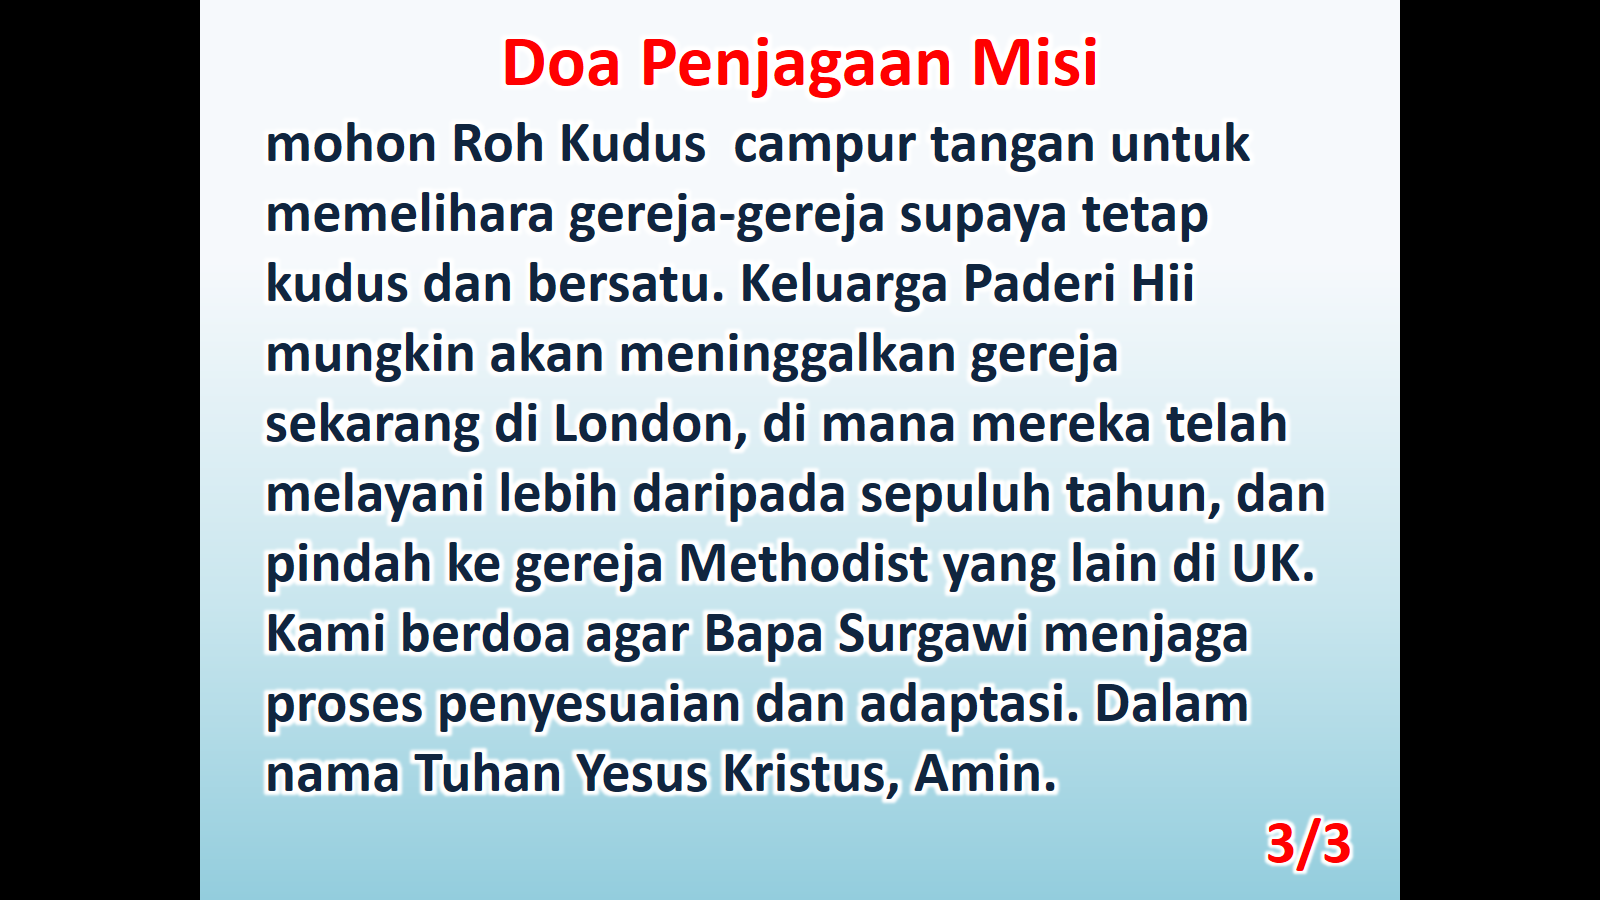 Doa Penjagaan Misi
mohon Roh Kudus  campur tangan untuk
memelihara gereja-gereja supaya tetap
kudus dan bersatu. Keluarga Paderi Hii
mungkin akan meninggalkan gereja
sekarang di London, di mana mereka telah
melayani lebih daripada sepuluh tahun, dan
pindah ke gereja Methodist yang lain di UK.
Kami berdoa agar Bapa Surgawi menjaga
proses penyesuaian dan adaptasi. Dalam
nama Tuhan Yesus Kristus, Amin.
3/3